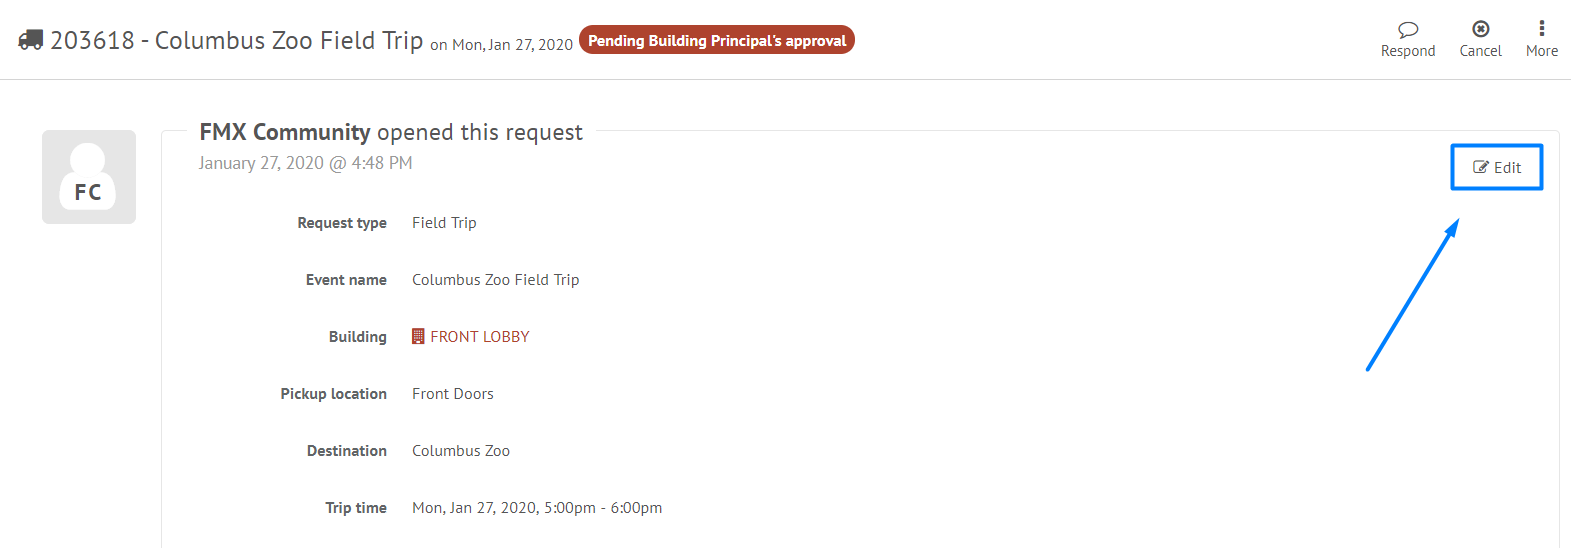 203618 - Columbus Zoo Field Trip on Mon, Jan 27, 2020 Pending Building Principal's approval
Respond Cancel More
FMX Community opened this request
January 27, 2020 @ 4:48 PM
Edit
FC
Request type Field Trip
Event name Columbus Zoo Field Trip
Building FRONT LOBBY
Pickup location Front Doors
Destination Columbus Zoo
Trip time Mon, Jan 27, 2020, 5:00pm - 6:00pm